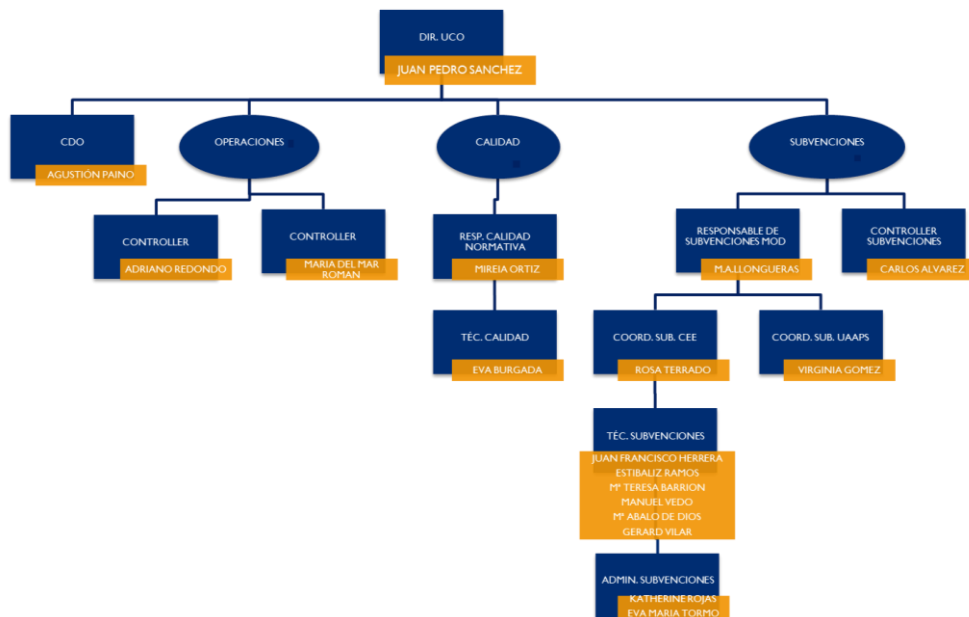 DIR. UCO
JUAN PEDRO SANCHEZ
CDO
AGUSTIÓN PAINO
OPERACIONES
CALIDAD
SUBVENCIONES
CONTROLLER
ADRIANO REDONDO
CONTROLLER
MARIA DEL MAR
ROMAN
RESP. CALIDAD
NORMATIVA
MIREIA ORTIZ
RESPONSABLE DE
SUBVENCIONES MOD
M.A.LLONGUERAS
CONTROLLER
SUBVENCIONES
CARLOS ALVAREZ
TÉC. CALIDAD
EVA BURGADA
COORD. SUB. CEE
ROSA TERRADO
COORD. SUB. UAAPS
VIRGINIA GOMEZ
TÉC. SUBVENCIONES
JUAN FRANCISCO HERRERA
ESTIBALIZ RAMOS
Mª TERESA BARRION
MANUEL VEDO
Mª ABALO DE DIOS
GERARD VILAR
ADMIN. SUBVENCIONES
KATHERINE ROJAS
EVA MARIA TORMO